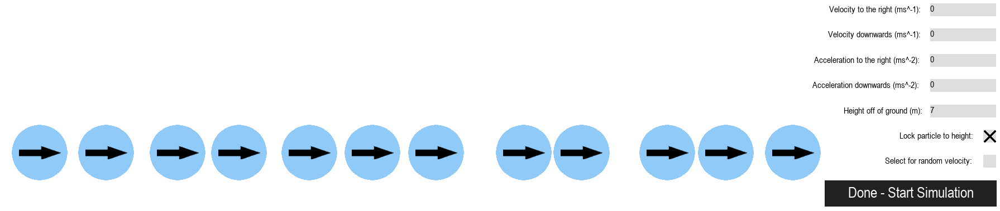 Velocity to the right (ms^-1): 0
Velocity downwards (ms^-1): 0
Acceleration to the right (ms^-2): 0
Acceleration downwards (ms^-2): 0
Height off of ground (m): 7
Lock particle to height:
Select for random velocity:
Done - Start Simulation